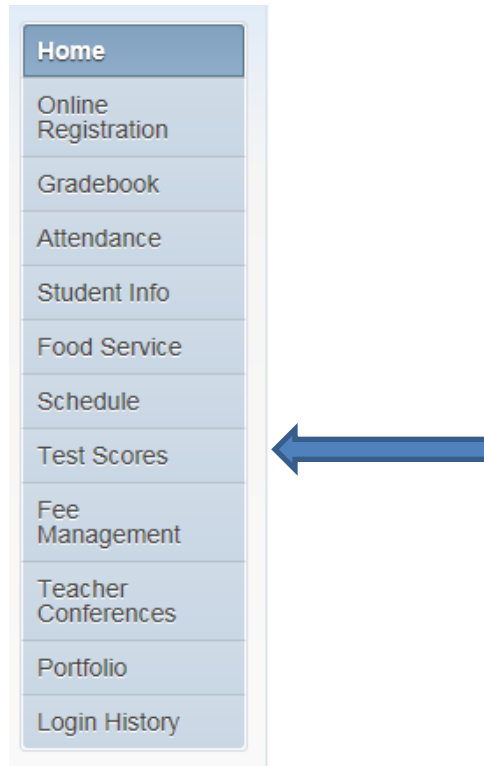 Home
Online
Registration
Gradebook
Attendance
Student Info
Food Service
Schedule
Test Scores
Fee
Management
Teacher
Conferences
Portfolio
Login History